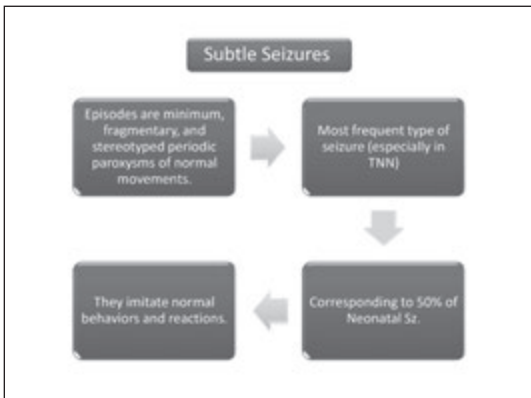 Subtle Seizures
Episodes are minimum,
fragmentary, and
stereotyped periodic
paroxysms of normal
movements.
Most frequent type of
seizure (especially in
TNN)
They imitate normal
behaviors and reactions.
Corresponding to 50% of
Neonatal Sz.